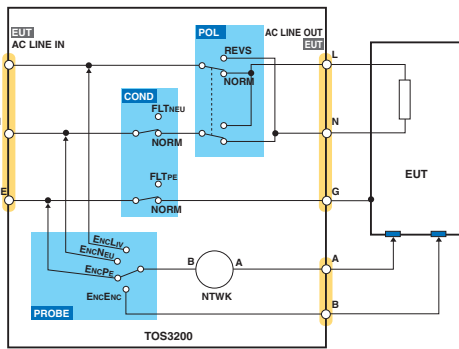 EUT
AC LINE IN
POL
AC LINE OUT
EUT
REVS
L
NORM
COND
FLTNEU
N
NORM
EUT
FLTPE
E
G
NORM
ENCLIV
ENCNEU
ENCPE
B
A
A
ENCENC
NTWK
B
PROBE
TOS3200